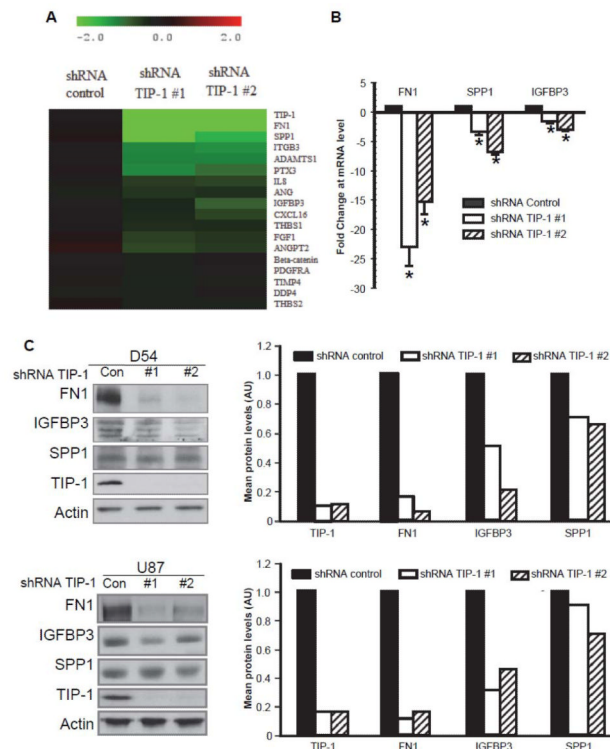 A
-2.0 0.0 2.0
shRNA control
shRNA TIP-1 #1
shRNA TIP-1 #2
TIP-1
FN1
SPP1
ITGB3
ADAMTS1
PTX3
IL8
ANG
IGFBP3
CXCL16
THBS1
FGF1
ANGPT2
Beta-catenin
PDGFRA
TIMP4
DDP4
THBS2
B
FN1 SPP1 IGFBP3
Fold Change at mRNA level
5
0
-5
-10
-15
-20
-25
-30
* * * * * *
shRNA Control
shRNA TIP-1 #1
shRNA TIP-1 #2
C
D54
shRNA TIP-1 Con #1 #2
FN1
IGFBP3
SPP1
TIP-1
Actin
shRNA control shRNA TIP-1 #1 shRNA TIP-1 #2
Mean protein levels (AU)
1.0
0.8
0.6
0.4
0.2
0
TIP-1 FN1 IGFBP3 SPP1
U87
shRNA TIP-1 Con #1 #2
FN1
IGFBP3
SPP1
TIP-1
Actin
shRNA control shRNA TIP-1 #1 shRNA TIP-1 #2
Mean protein levels (AU)
1.0
0.8
0.6
0.4
0.2
0
TIP-1 FN1 IGFBP3 SPP1